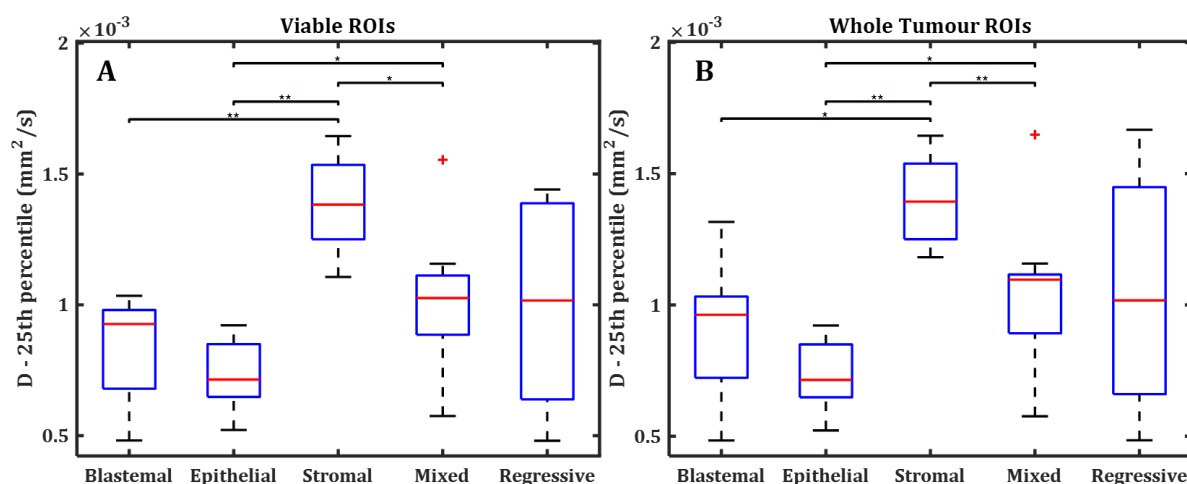 Viable ROIs
×10⁻³
A
D - 25th percentile (mm²/s)
2
1.5
1
0.5
*
*
**
**
Blastemal Epithelial Stromal Mixed Regressive
Whole Tumour ROIs
×10⁻³
B
D - 25th percentile (mm²/s)
2
1.5
1
0.5
*
**
**
*
Blastemal Epithelial Stromal Mixed Regressive